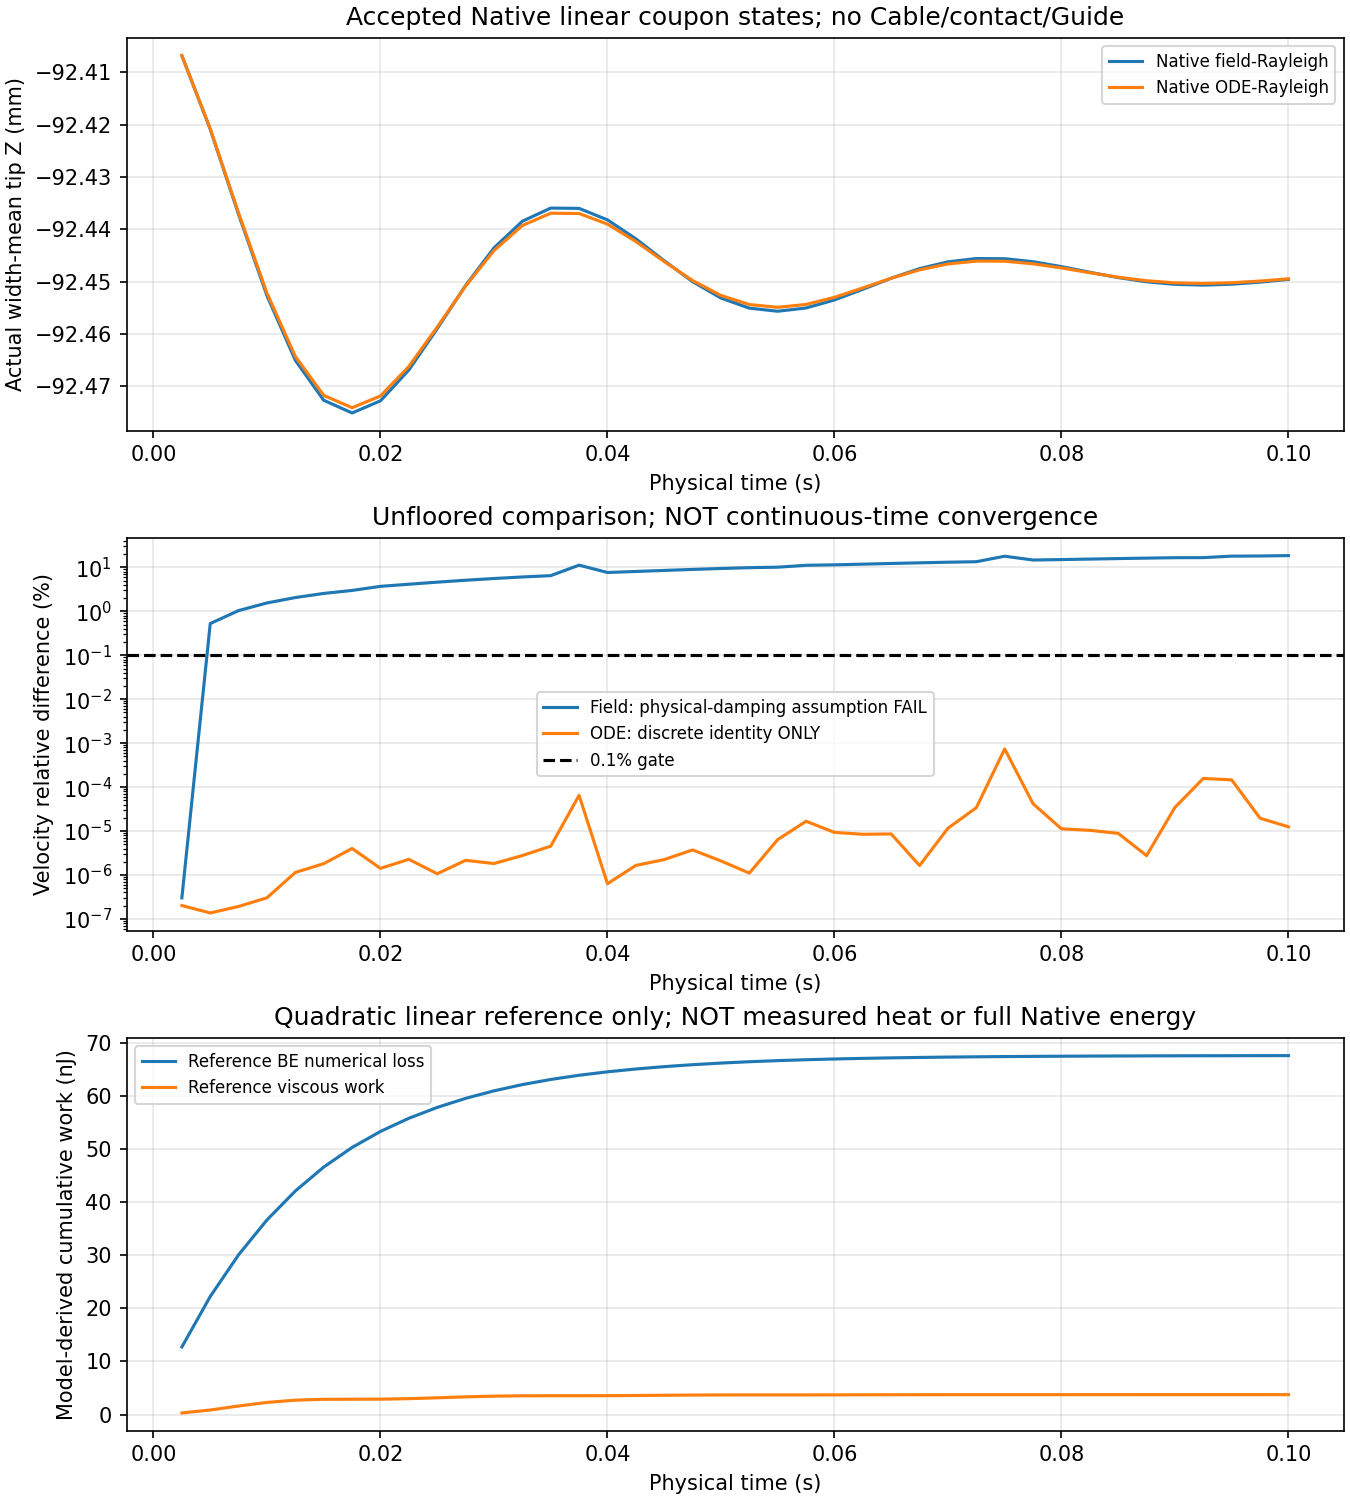 Accepted Native linear coupon states; no Cable/contact/Guide
Actual width-mean tip Z (mm)
−92.41
−92.42
−92.43
−92.44
−92.45
−92.46
−92.47
Native field-Rayleigh
Native ODE-Rayleigh
0.00 0.02 0.04 0.06 0.08 0.10
Physical time (s)
Unfloored comparison; NOT continuous-time convergence
Velocity relative difference (%)
10¹
10⁰
10⁻¹
10⁻²
10⁻³
10⁻⁴
10⁻⁵
10⁻⁶
10⁻⁷
Field: physical-damping assumption FAIL
ODE: discrete identity ONLY
0.1% gate
0.00 0.02 0.04 0.06 0.08 0.10
Physical time (s)
Quadratic linear reference only; NOT measured heat or full Native energy
Model-derived cumulative work (nJ)
70
60
50
40
30
20
10
0
Reference BE numerical loss
Reference viscous work
0.00 0.02 0.04 0.06 0.08 0.10
Physical time (s)